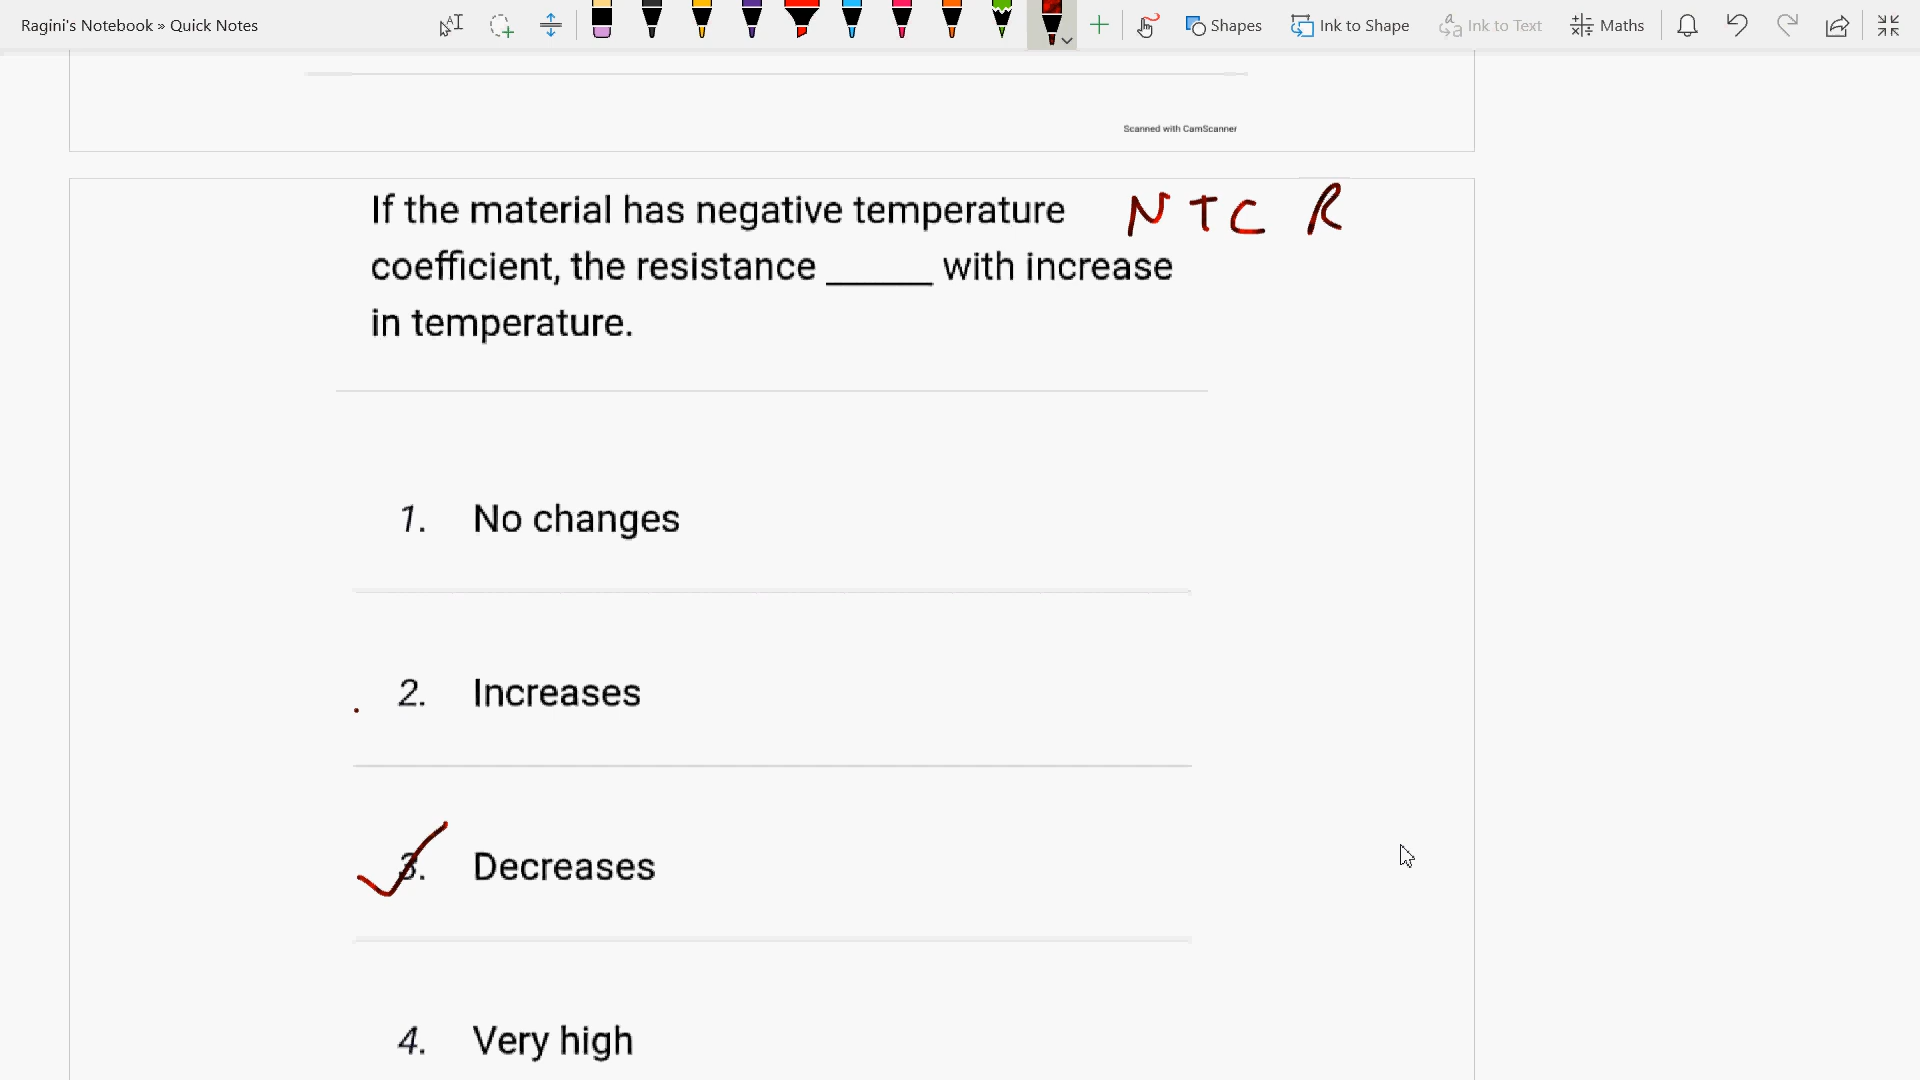 Ragini's Notebook » Quick Notes
Shapes
Ink to Shape
Ink to Text
Maths
Scanned with CamScanner
If the material has negative temperature NTC R
coefficient, the resistance ______ with increase
in temperature.
1. No changes
2. Increases
3. Decreases
4. Very high